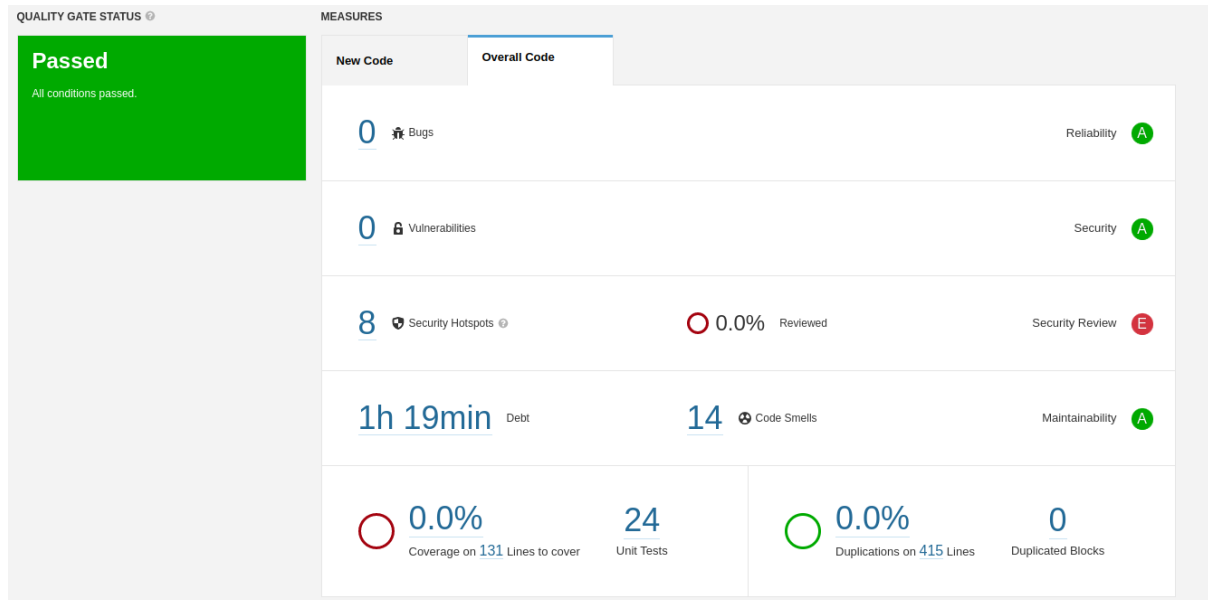 QUALITY GATE STATUS ?
MEASURES
Passed
All conditions passed.
New Code
Overall Code
0 Bugs
Reliability A
0 Vulnerabilities
Security A
8 Security Hotspots ?
0.0% Reviewed
Security Review E
1h 19min Debt
14 Code Smells
Maintainability A
0.0%
Coverage on 131 Lines to cover
24
Unit Tests
0.0%
Duplications on 415 Lines
0
Duplicated Blocks